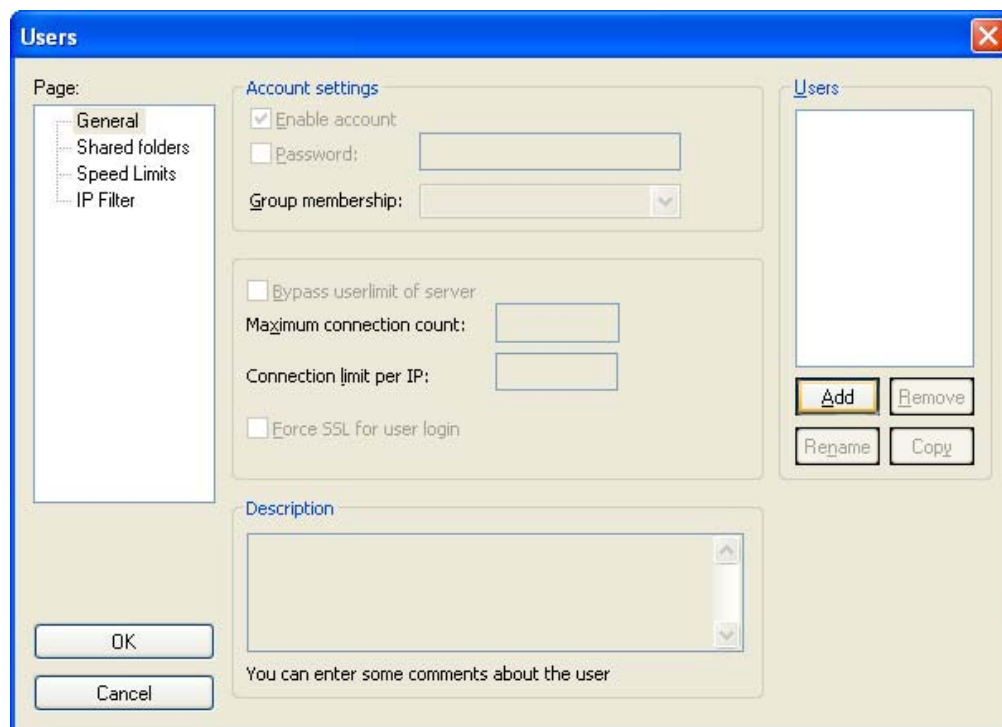 Users
Page:
General
Shared folders
Speed Limits
IP Filter
OK
Cancel
Account settings
Enable account
Password:
Group membership:
Bypass userlimit of server
Maximum connection count:
Connection limit per IP:
Force SSL for user login
Description
You can enter some comments about the user
Users
Add Remove
Rename Copy